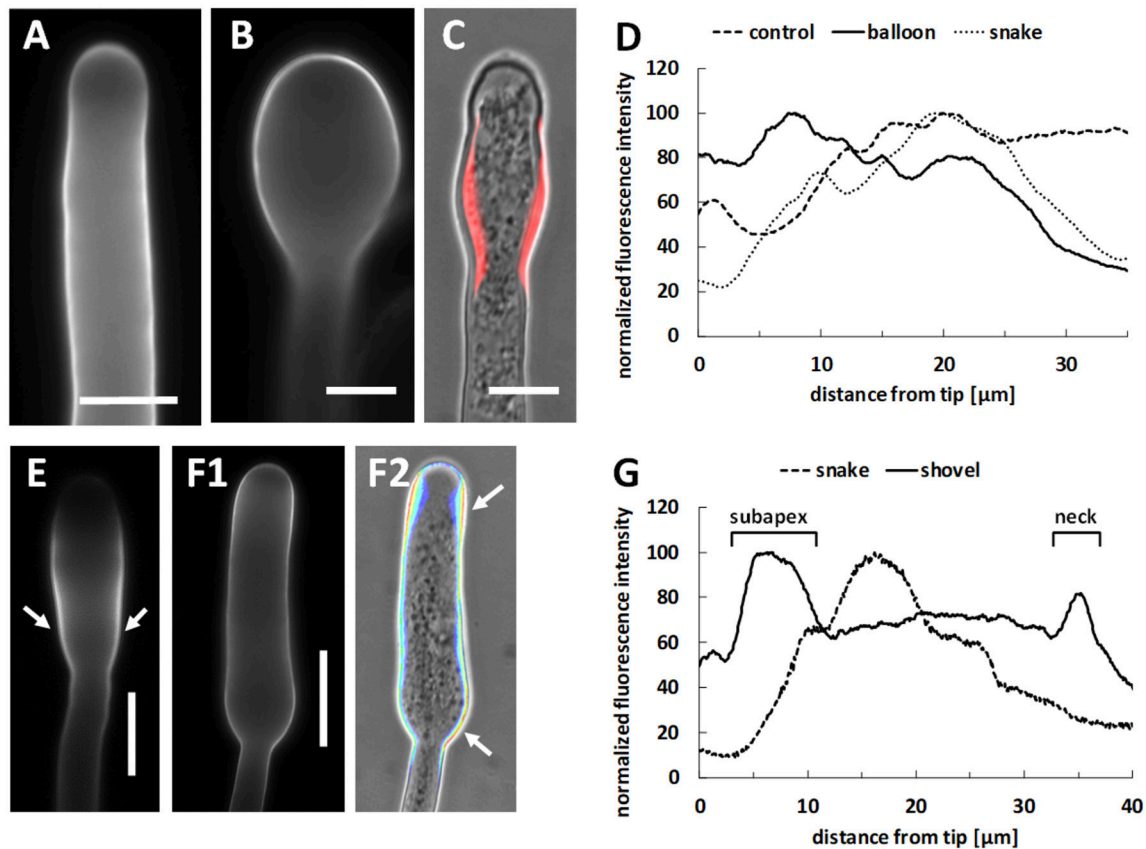 A
B
C
D
control balloon snake
normalized fluorescence intensity
120
100
80
60
40
20
0
0 10 20 30
distance from tip [µm]
E
F1
F2
G
snake shovel
subapex neck
normalized fluorescence intensity
120
100
80
60
40
20
0
0 10 20 30 40
distance from tip [µm]